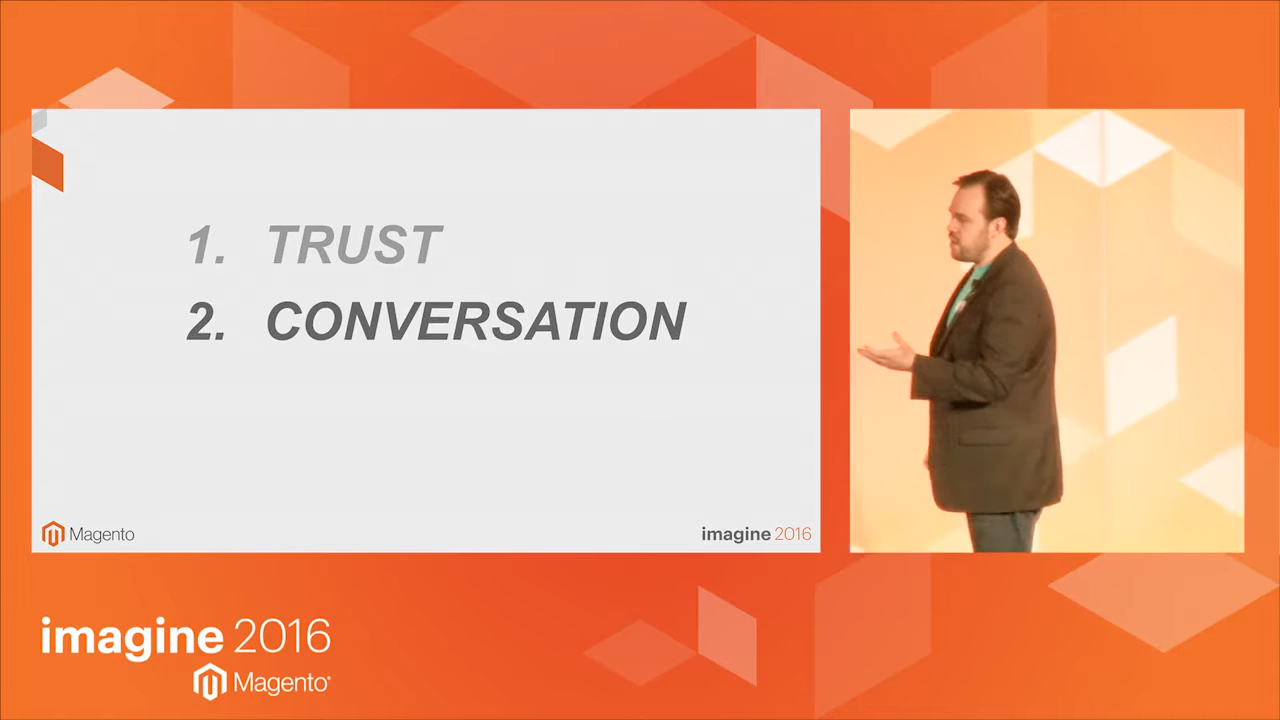 1. TRUST
2. CONVERSATION
Magento
imagine 2016
imagine 2016
Magento®